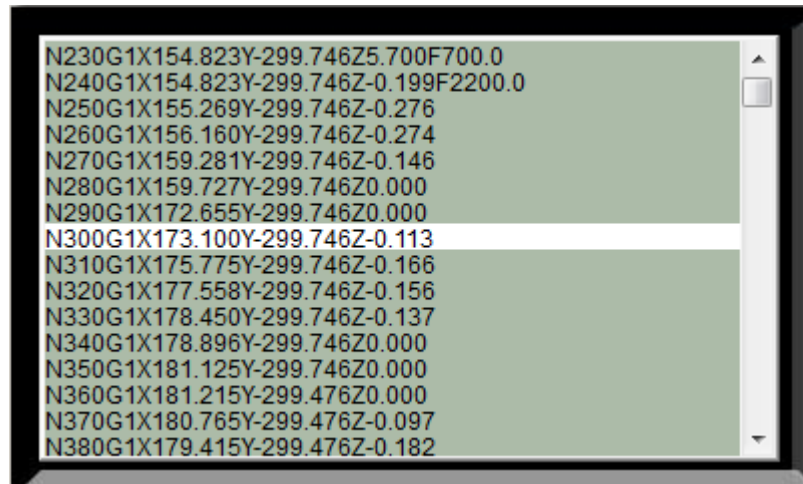 N230G1X154.823Y-299.746Z5.700F700.0
N240G1X154.823Y-299.746Z-0.199F2200.0
N250G1X155.269Y-299.746Z-0.276
N260G1X156.160Y-299.746Z-0.274
N270G1X159.281Y-299.746Z-0.146
N280G1X159.727Y-299.746Z0.000
N290G1X172.655Y-299.746Z0.000
N300G1X173.100Y-299.746Z-0.113
N310G1X175.775Y-299.746Z-0.166
N320G1X177.558Y-299.746Z-0.156
N330G1X178.450Y-299.746Z-0.137
N340G1X178.896Y-299.746Z0.000
N350G1X181.125Y-299.746Z0.000
N360G1X181.215Y-299.476Z0.000
N370G1X180.765Y-299.476Z-0.097
N380G1X179.415Y-299.476Z-0.182